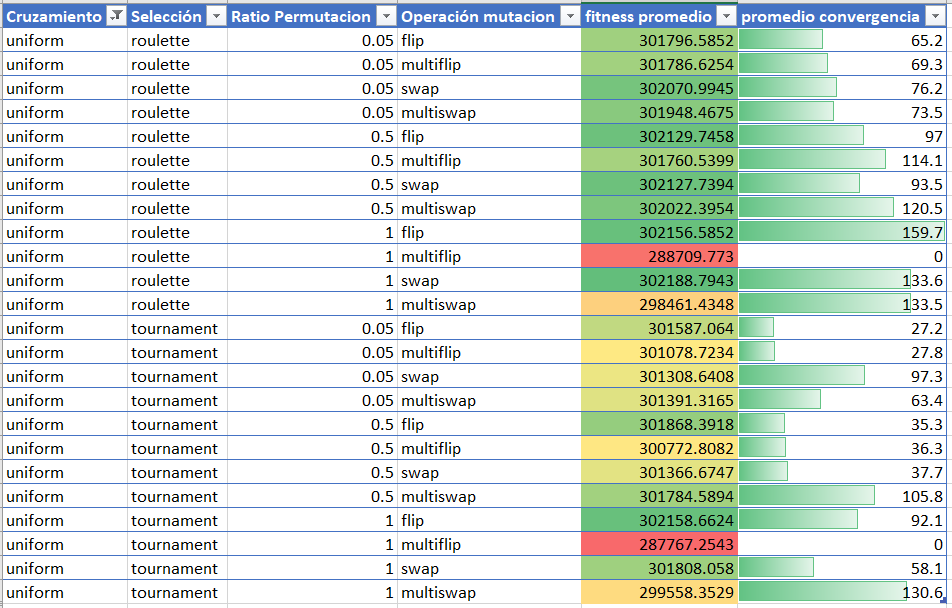 Cruzamiento Selección Ratio Permutacion Operación mutacion fitness promedio promedio convergencia
uniform roulette 0.05 flip 301796.5852 65.2
uniform roulette 0.05 multiflip 301786.6254 69.3
uniform roulette 0.05 swap 302070.9945 76.2
uniform roulette 0.05 multiswap 301948.4675 73.5
uniform roulette 0.5 flip 302129.7458 97
uniform roulette 0.5 multiflip 301760.5399 114.1
uniform roulette 0.5 swap 302127.7394 93.5
uniform roulette 0.5 multiswap 302022.3954 120.5
uniform roulette 1 flip 302156.5852 159.7
uniform roulette 1 multiflip 288709.773 0
uniform roulette 1 swap 302188.7943 133.6
uniform roulette 1 multiswap 298461.4348 133.5
uniform tournament 0.05 flip 301587.064 27.2
uniform tournament 0.05 multiflip 301078.7234 27.8
uniform tournament 0.05 swap 301308.6408 97.3
uniform tournament 0.05 multiswap 301391.3165 63.4
uniform tournament 0.5 flip 301868.3918 35.3
uniform tournament 0.5 multiflip 300772.8082 36.3
uniform tournament 0.5 swap 301366.6747 37.7
uniform tournament 0.5 multiswap 301784.5894 105.8
uniform tournament 1 flip 302158.6624 92.1
uniform tournament 1 multiflip 287767.2543 0
uniform tournament 1 swap 301808.058 58.1
uniform tournament 1 multiswap 299558.3529 130.6